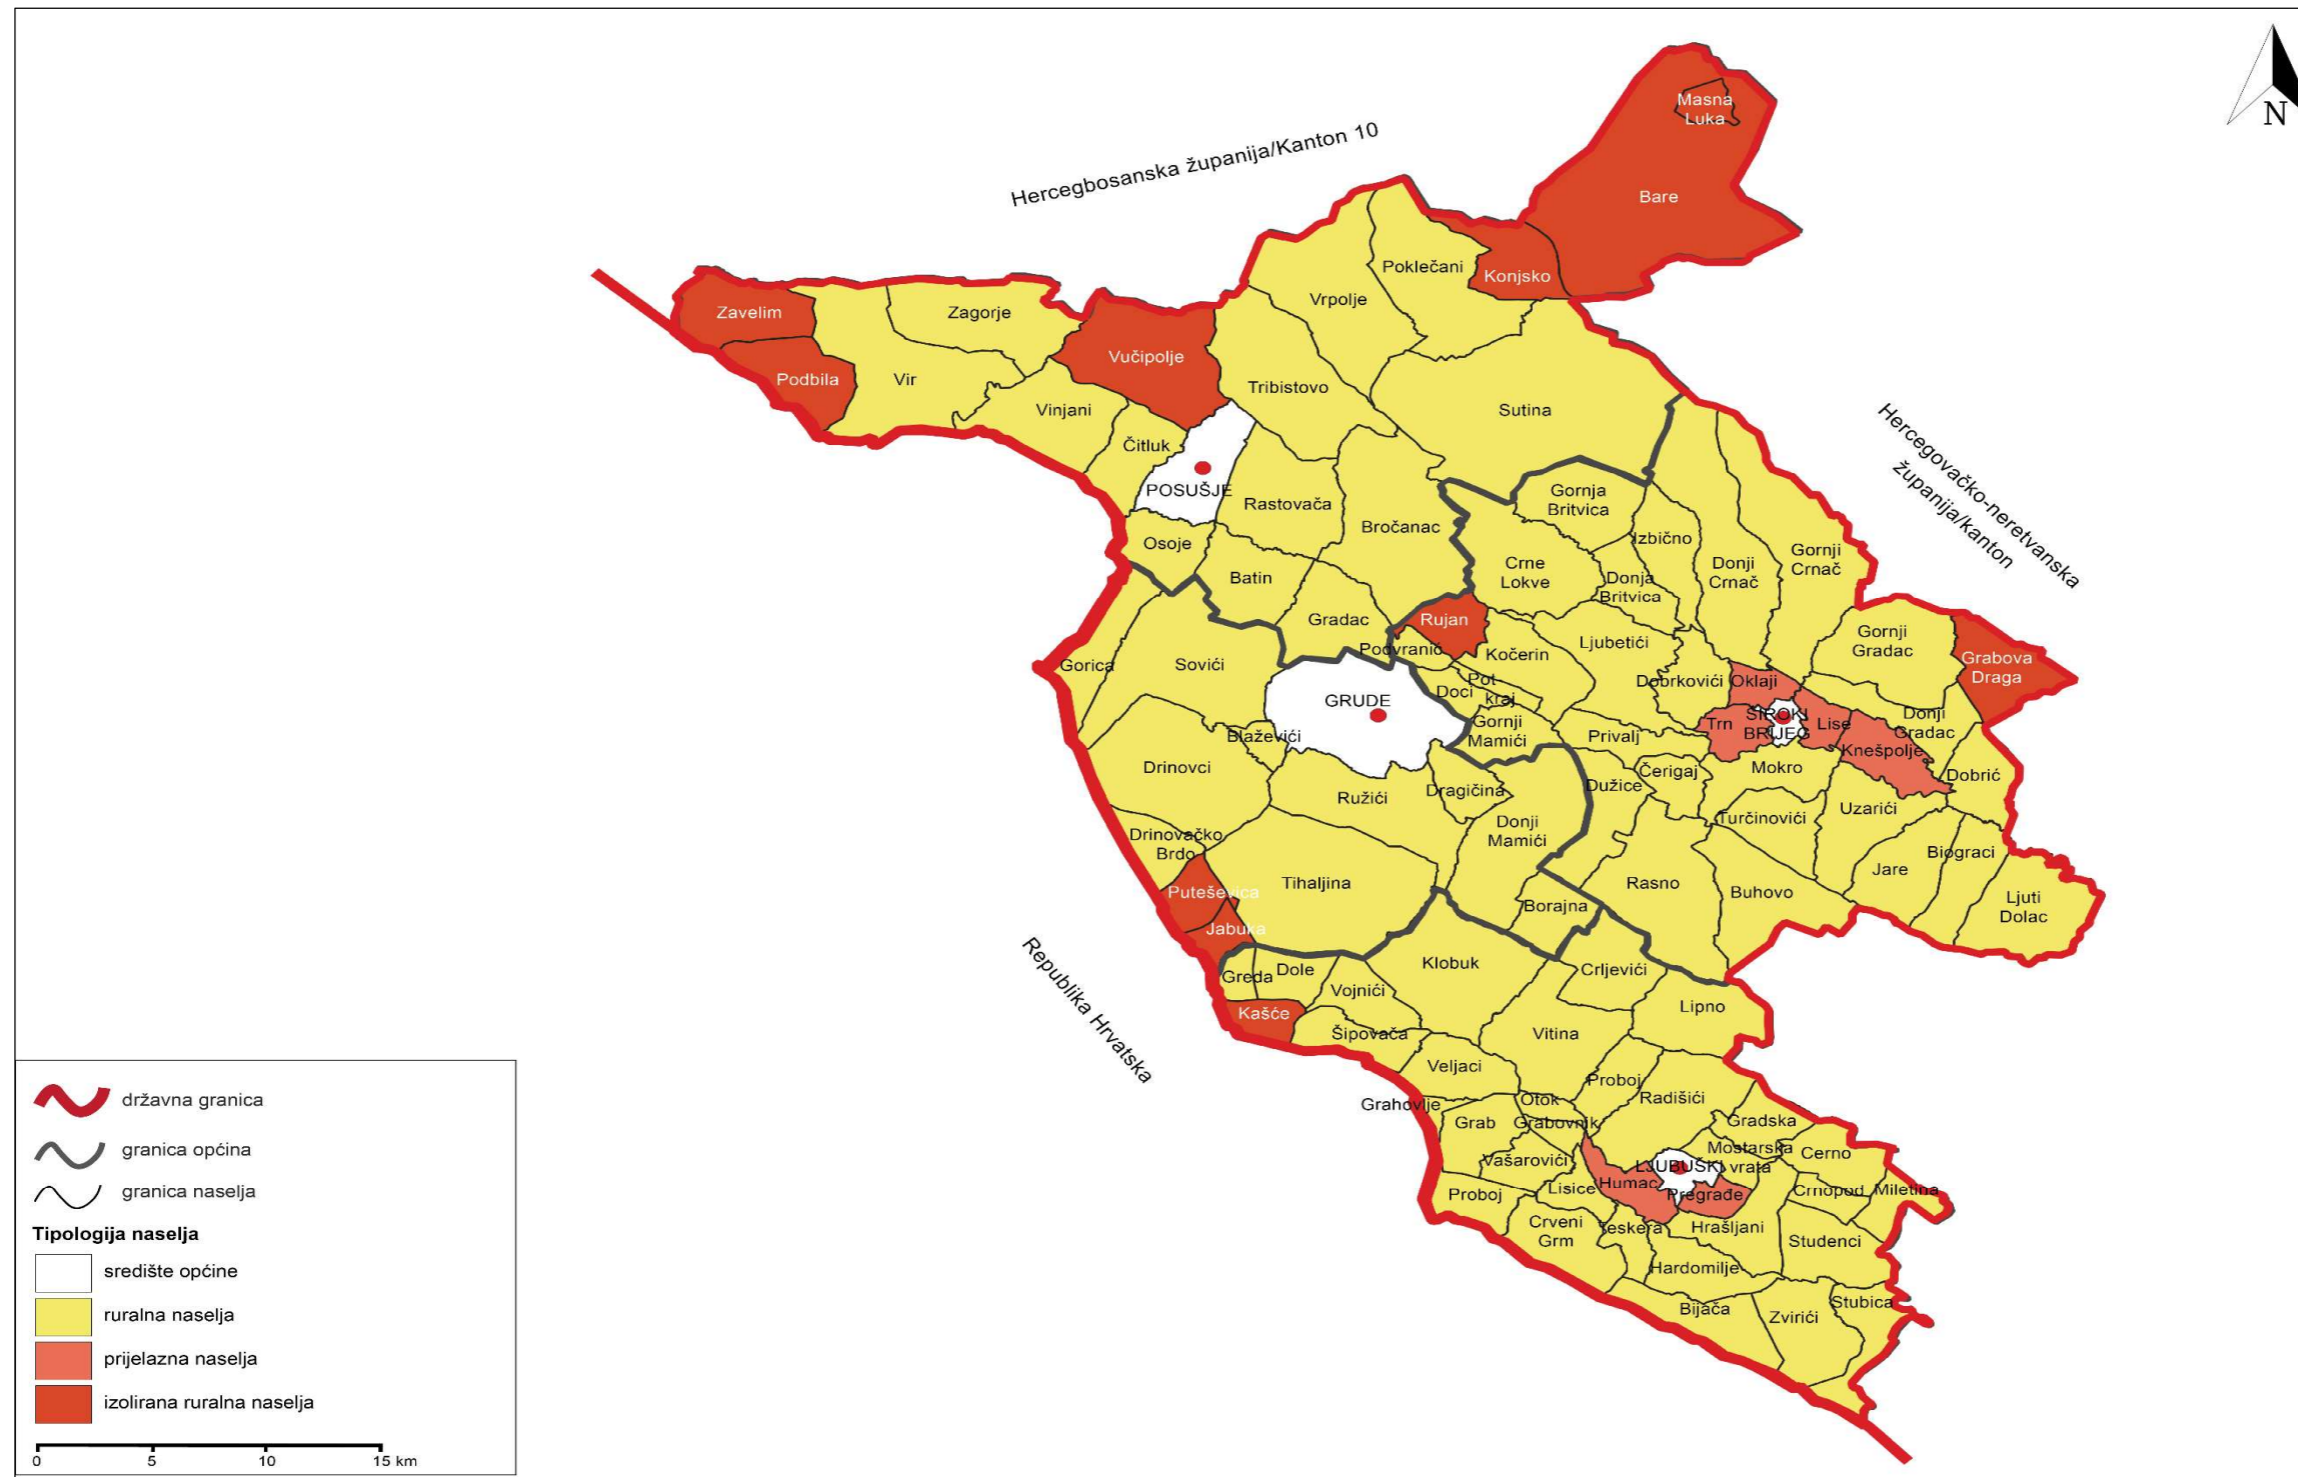 N
Hercegbosanska županija/Kanton 10
Hercegovačko-neretvanska
županija/kanton
Republika Hrvatska
Masna
Luka
Bare
Konjsko
Poklečani
Vrpolje
Zavelim
Zagorje
Podbila
Vir
Vučipolje
Vinjani
Tribistovo
Sutina
Čitluk
POSUŠJE
Rastovača
Bročanac
Osoje
Batin
Gradac
Gornja
Britvica
Izbično
Crne
Lokve
Donja
Britvica
Donji
Crnač
Gornji
Crnač
Rujan
Podvranić
Kočerin
Ljubetići
Gornji
Gradac
Grabova
Draga
Gorica
Sovići
GRUDE
Doci
Pot-
kraj
Dobrkovići
Oklaji
Trn
ŠIROKI
BRIJEG
Lise
Donji
Gradac
Knešpolje
Gornji
Mamići
Privalj
Blaževići
Drinovci
Ružići
Dragičina
Dužice
Čerigaj
Mokro
Dobrić
Turčinovići
Uzarići
Donji
Mamići
Drinovačko
Brdo
Biograci
Jare
Puteševica
Tihaljina
Rasno
Buhovo
Ljuti
Dolac
Borajna
Jabuka
Greda
Dole
Klobuk
Crljevići
Vojnići
Kašće
Lipno
Šipovača
Vitina
Veljaci
Proboj
Radišići
Grahovlje
Otok
Grab
Grabovnik
Gradska
Mostarska
vrata
Cerno
Vašarovići
LJUBUŠKI
Humac
Pregrađe
Lisice
Proboj
Crnopod
Miletina
Crveni
Grm
Teskera
Hrašljani
Studenci
Hardomilje
Bijača
Zvirići
Stubica
državna granica
granica općina
granica naselja
Tipologija naselja
središte općine
ruralna naselja
prijelazna naselja
izolirana ruralna naselja
0 5 10 15 km